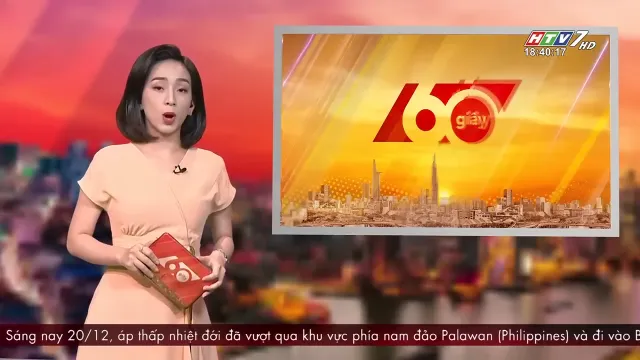 HTV7 HD
18:40:17
60 giây
60
Sáng nay 20/12, áp thấp nhiệt đới đã vượt qua khu vực phía nam đảo Palawan (Philippines) và đi vào